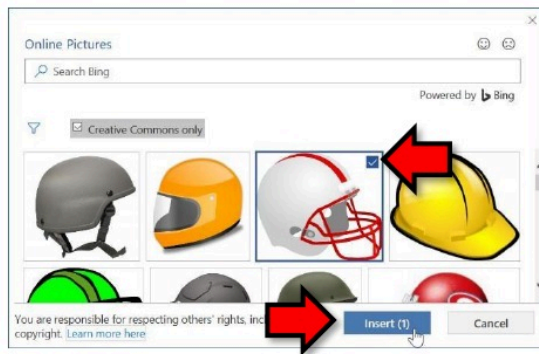 Online Pictures
Search Bing
Powered by Bing
Creative Commons only
You are responsible for respecting others' rights, inc
copyright. Learn more here
Insert (1)
Cancel